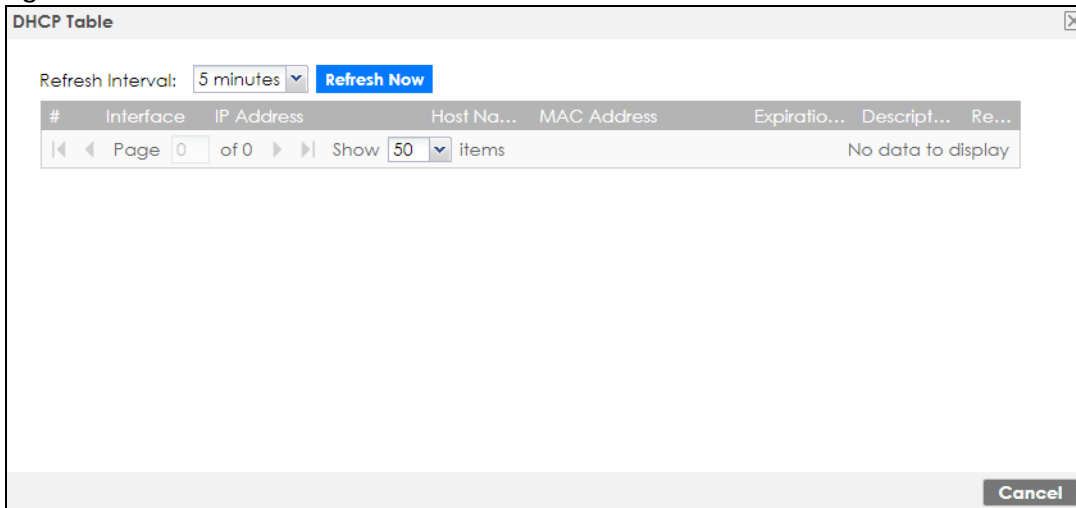 DHCP Table
Refresh Interval: 5 minutes Refresh Now
# Interface IP Address Host Na... MAC Address Expiratio... Descript... Re...
Page 0 of 0 Show 50 items No data to display
Cancel